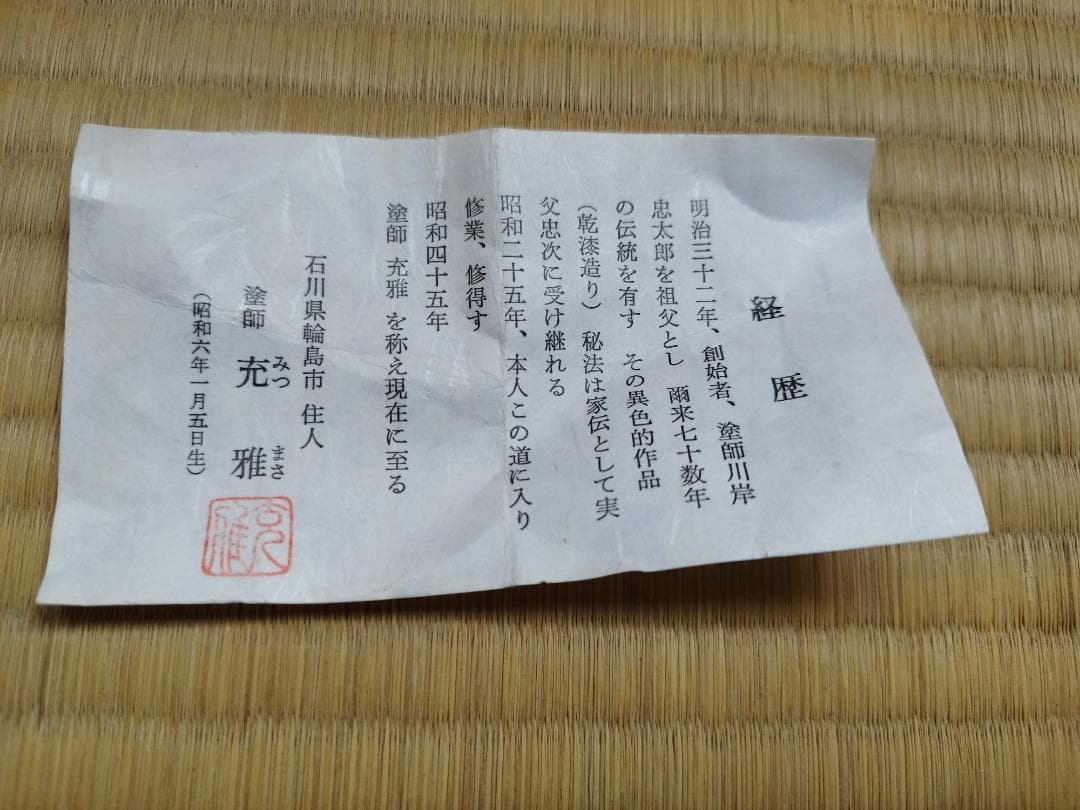 経歴
明治三十二年、創始者、塗師川岸
忠太郎を祖父とし 爾来七十数年
の伝統を有す その異色的作品
(乾漆造り) 秘法は家伝として実
父忠次に受け継れる
昭和二十五年、本人この道に入り
修業、修得す
昭和四十五年
塗師 充雅 を称え現在に至る
石川県輪島市 住人
塗師 充雅
みつ まさ
(昭和六年一月五日生)
充雅